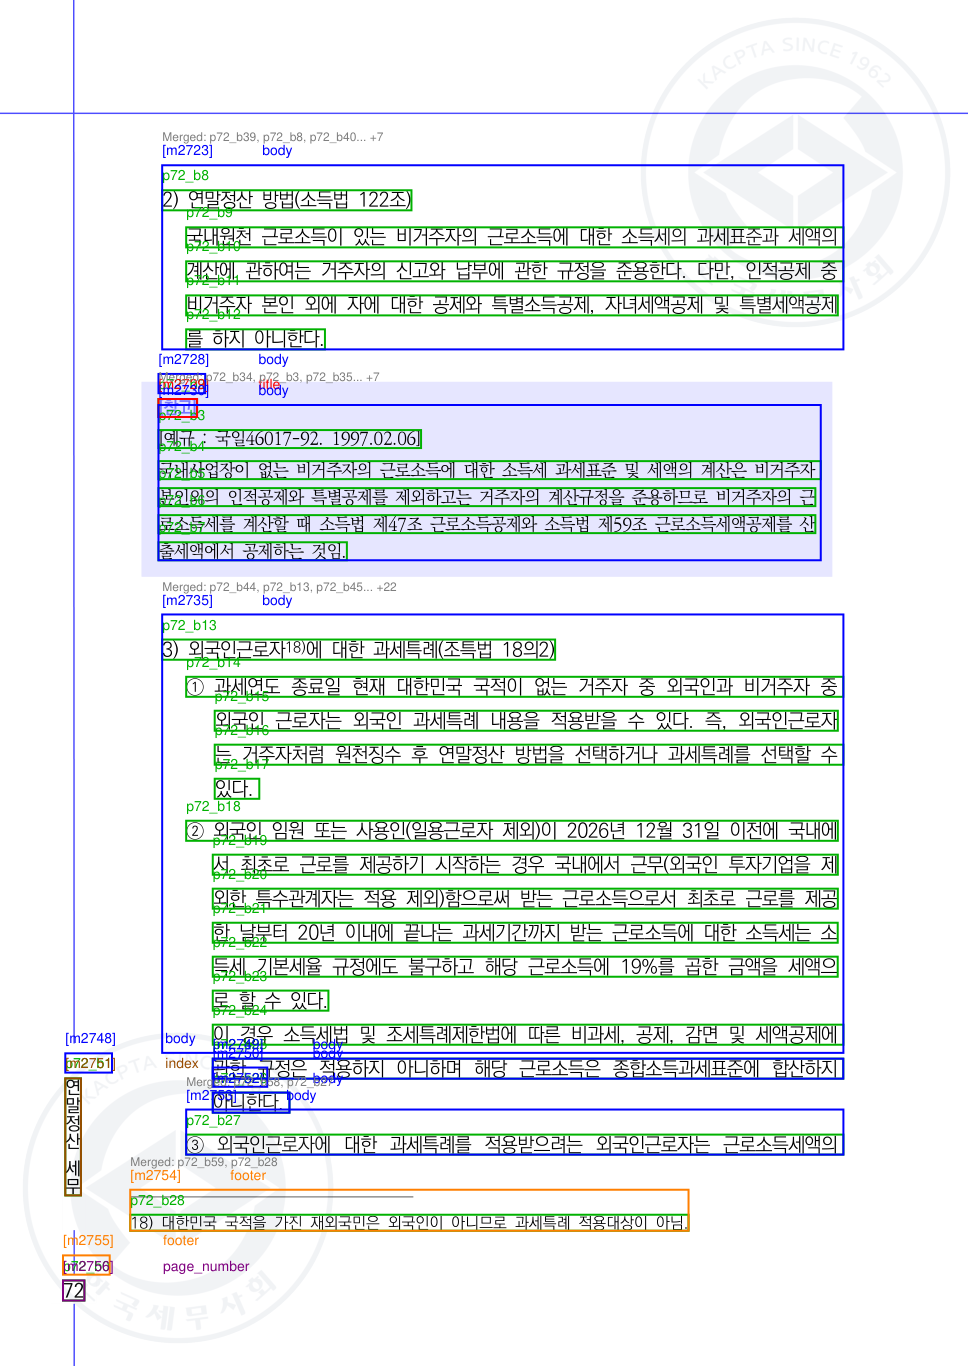 KACPTA SINCE 1962
Merged: p72_b39, p72_b8, p72_b40... +7
[m2723] body
p72_b8
2) 연말정산 방법(소득법 122조)
p72_b9
국내원천 근로소득이 있는 비거주자의 근로소득에 대한 소득세의 과세표준과 세액의
p72_b10
계산에 관하여는 거주자의 신고와 납부에 관한 규정을 준용한다. 다만, 인적공제 중
p72_b11
비거주자 본인 외에 자에 대한 공제와 특별소득공제, 자녀세액공제 및 특별세액공제
p72_b12
를 하지 아니한다.
[m2728] body
Merged: p72_b34, p72_b3, p72_b35... +7
title
[m2730] body
p72_b3
[예규 : 국일46017-92. 1997.02.06]
p72_b4
국내사업장이 없는 비거주자의 근로소득에 대한 소득세 과세표준 및 세액의 계산은 비거주자
p72_b5
본인외의 인적공제와 특별공제를 제외하고는 거주자의 계산규정을 준용하므로 비거주자의 근
p72_b6
로소득세를 계산할 때 소득법 제47조 근로소득공제와 소득법 제59조 근로소득세액공제를 산
p72_b7
출세액에서 공제하는 것임.
Merged: p72_b44, p72_b13, p72_b45... +22
[m2735] body
p72_b13
3) 외국인근로자18)에 대한 과세특례(조특법 18의2)
p72_b14
① 과세연도 종료일 현재 대한민국 국적이 없는 거주자 중 외국인과 비거주자 중
p72_b15
외국인 근로자는 외국인 과세특례 내용을 적용받을 수 있다. 즉, 외국인근로자
p72_b16
는 거주자처럼 원천징수 후 연말정산 방법을 선택하거나 과세특례를 선택할 수
p72_b17
있다.
p72_b18
② 외국인 임원 또는 사용인(일용근로자 제외)이 2026년 12월 31일 이전에 국내에
p72_b19
서 최초로 근로를 제공하기 시작하는 경우 국내에서 근무(외국인 투자기업을 제
p72_b20
외한 특수관계자는 적용 제외)함으로써 받는 근로소득으로서 최초로 근로를 제공
p72_b21
한 날부터 20년 이내에 끝나는 과세기간까지 받는 근로소득에 대한 소득세는 소
p72_b22
득세 기본세율 규정에도 불구하고 해당 근로소득에 19%를 곱한 금액을 세액으
p72_b23
로 할 수 있다.
p72_b24
이 경우 소득세법 및 조세특례제한법에 따른 비과세, 공제, 감면 및 세액공제에
[m2748] body
[m2749] body
[m2750] body
관한 규정은 적용하지 아니하며 해당 근로소득은 종합소득과세표준에 합산하지
[m2751] index
[m2752] body
아니한다.
[m2753] body
p72_b27
③ 외국인근로자에 대한 과세특례를 적용받으려는 외국인근로자는 근로소득세액의
연말정산 세무
Merged: p72_b59, p72_b28
[m2754] footer
p72_b28
18) 대한민국 국적을 가진 재외국민은 외국인이 아니므로 과세특례 적용대상이 아님.
[m2755] footer
[m2756] page_number
72
한국세무사회